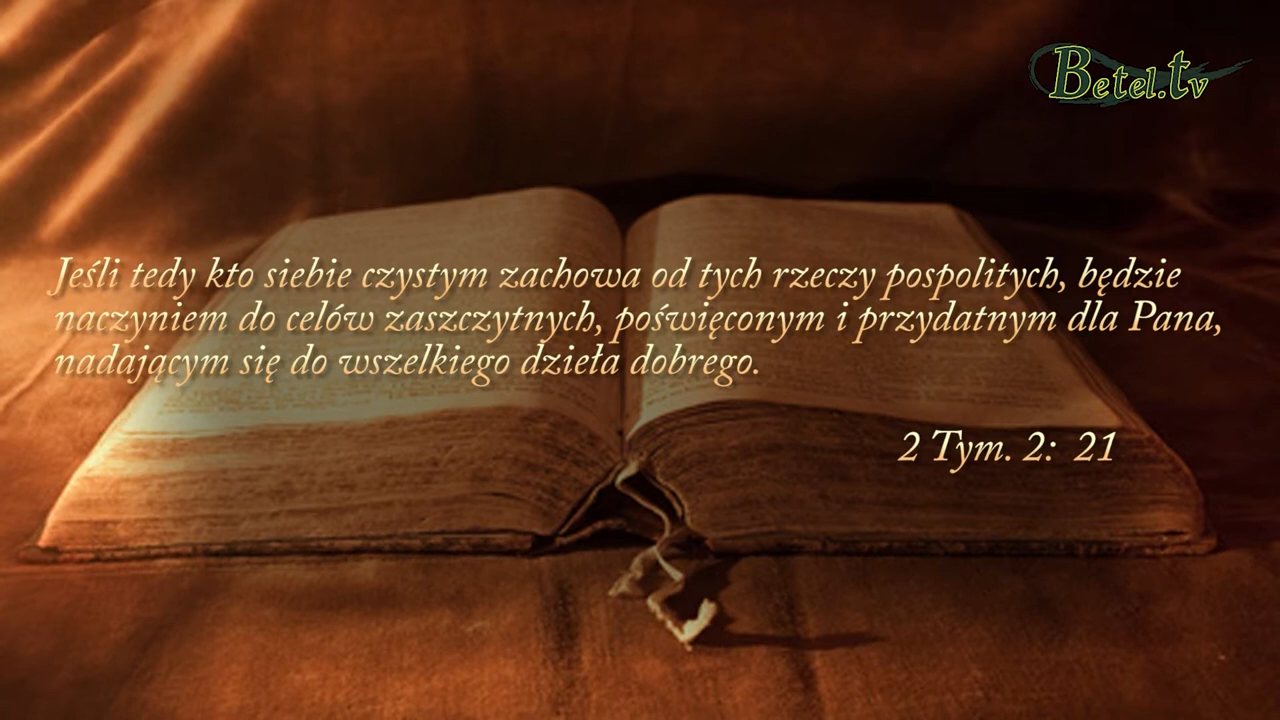 Betel.tv
Jeśli tedy kto siebie czystym zachowa od tych rzeczy pospolitych, będzie
naczyniem do celów zaszczytnych, poświęconym i przydatnym dla Pana,
nadającym się do wszelkiego dzieła dobrego.
2 Tym. 2: 21